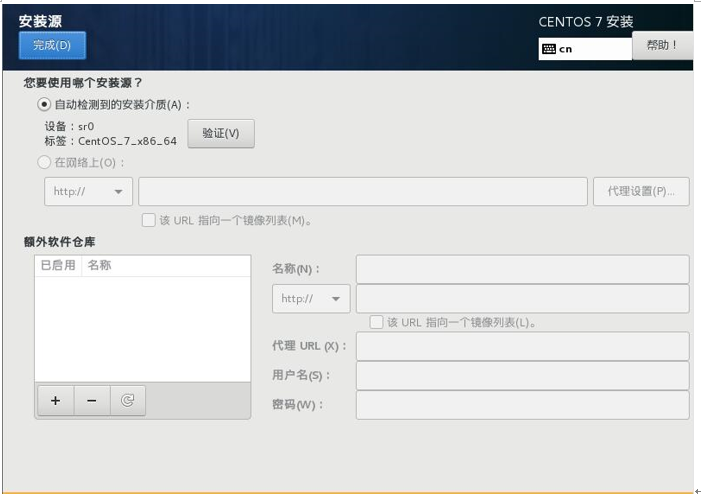 安装源
CENTOS 7 安装
完成(D)
cn
帮助！
您要使用哪个安装源？
自动检测到的安装介质(A)：
设备：sr0
标签：CentOS_7_x86_64
验证(V)
在网络上(O)：
http://
代理设置(P)...
该 URL 指向一个镜像列表(M)。
额外软件仓库
已启用 名称
名称(N)：
http://
该 URL 指向一个镜像列表(L)。
代理 URL (X)：
用户名(S)：
密码(W)：